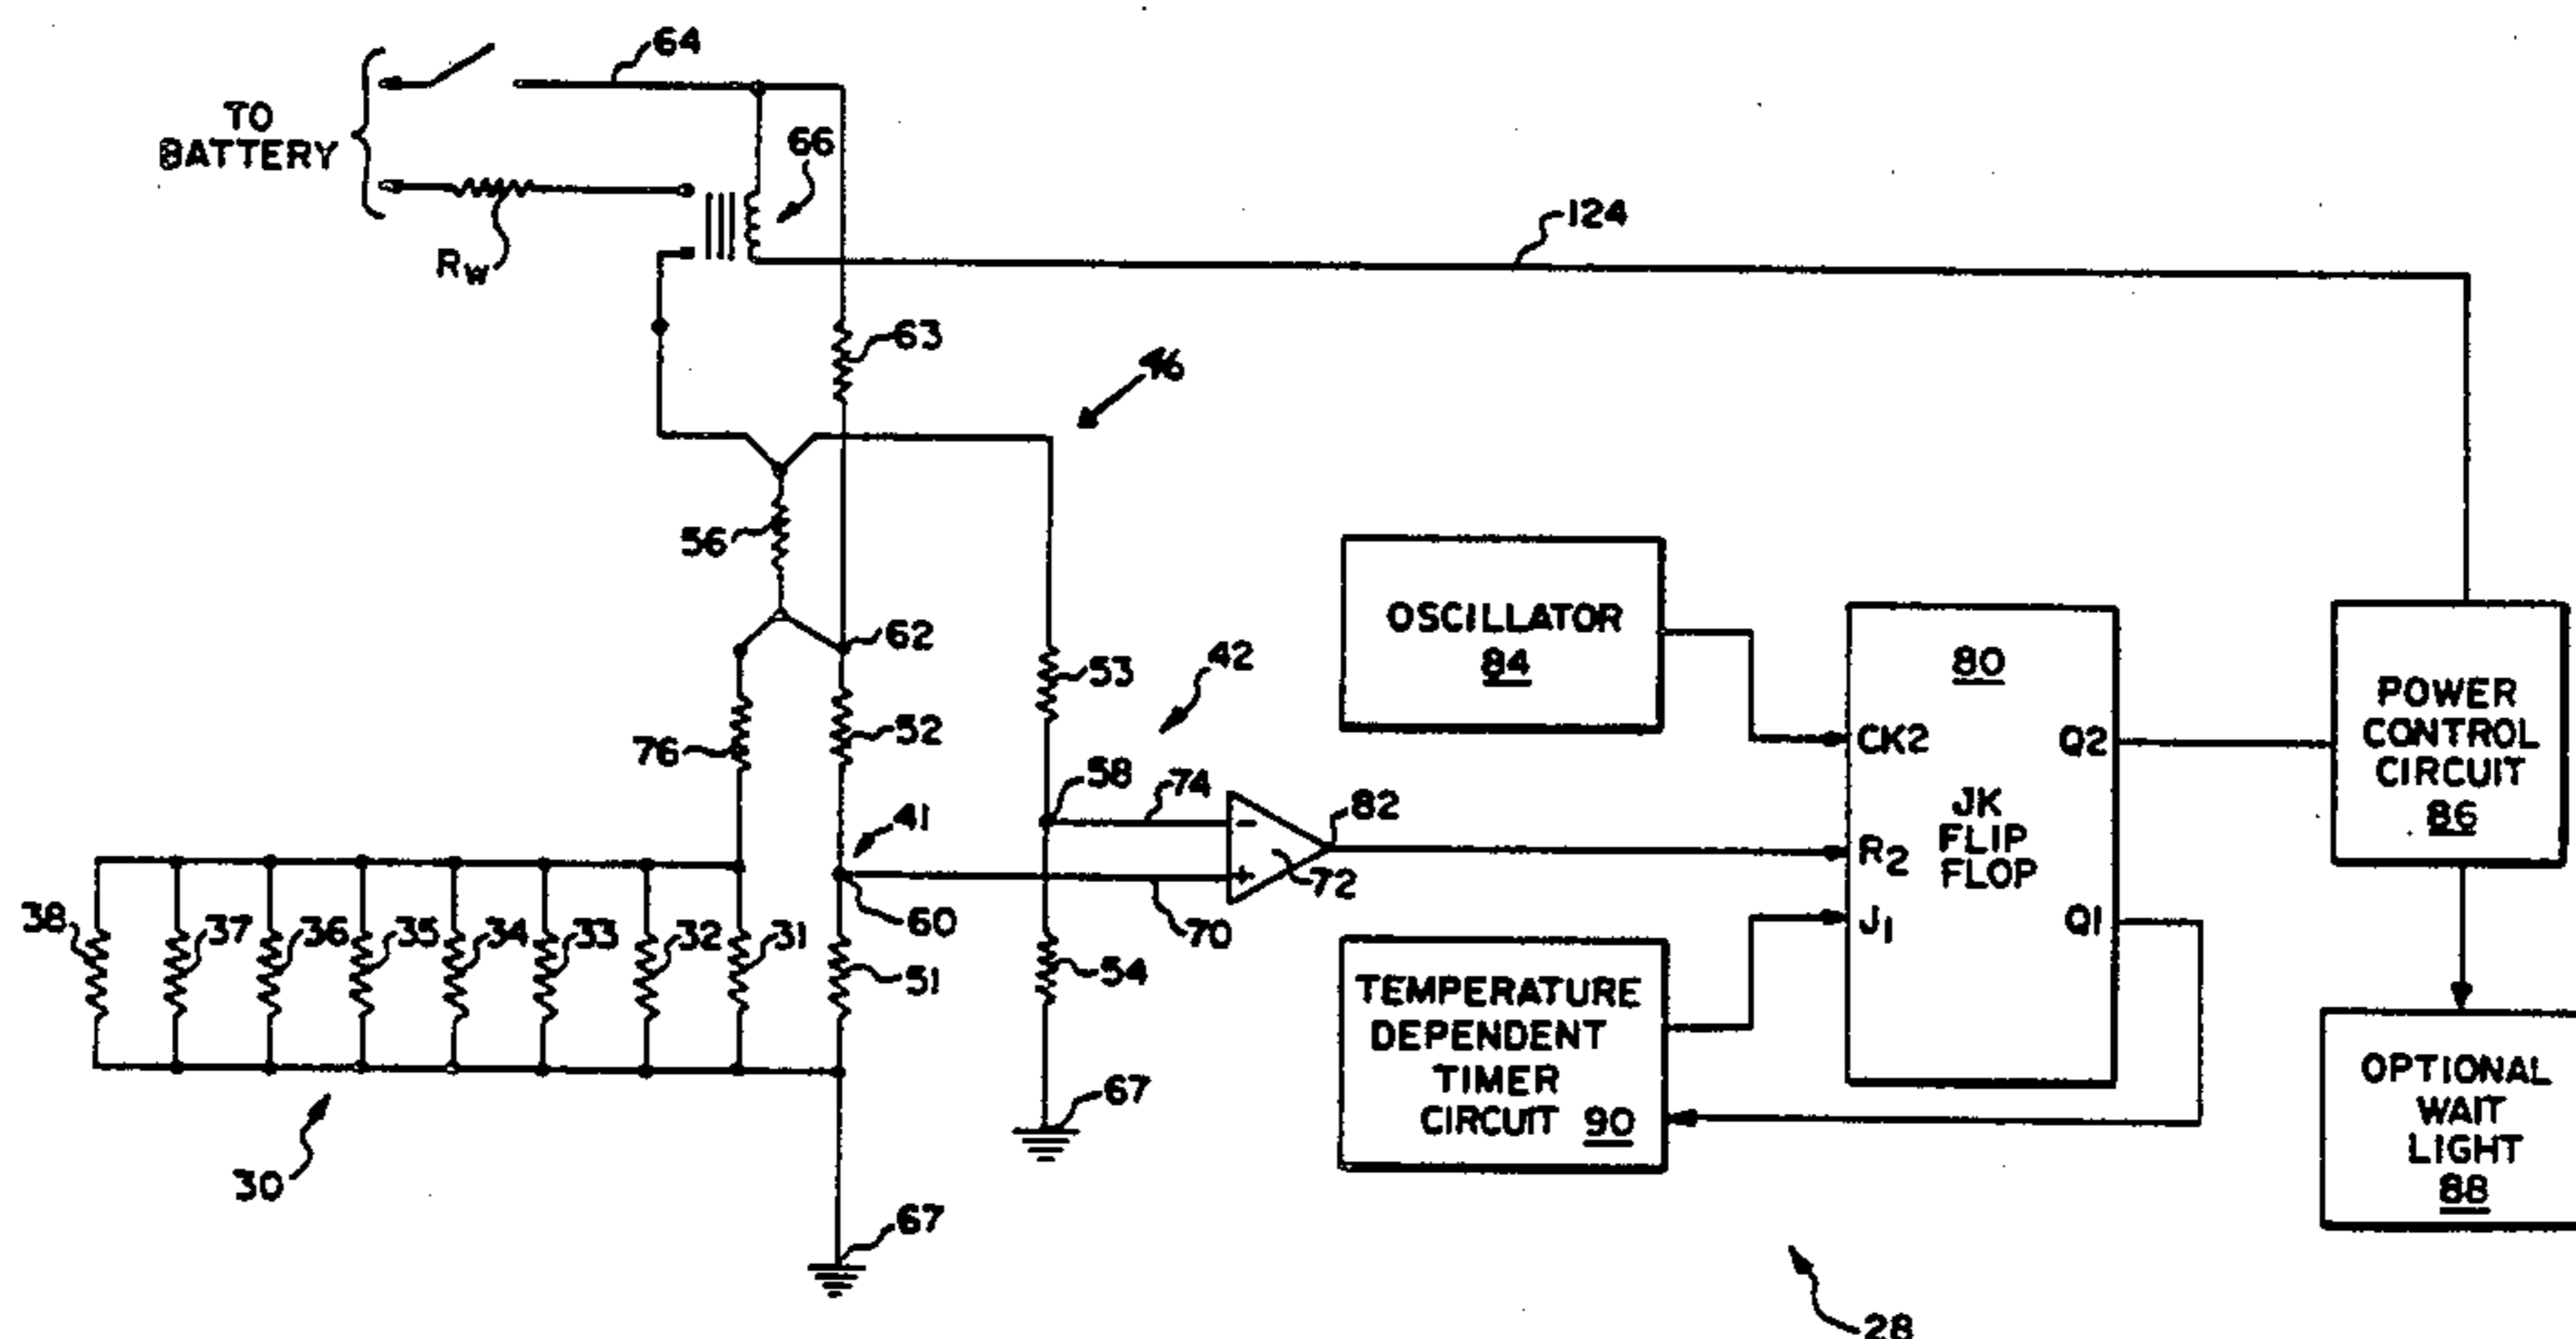 64
TO
BATTERY
66
RW
124
63
46
56
62
OSCILLATOR
84
80
53
42
52
76
58
74
82
CK2
Q2
POWER
CONTROL
CIRCUIT
86
JK
FLIP
FLOP
41
R2
72
60
70
J1
Q1
38
37
36
35
34
33
32
31
51
54
TEMPERATURE
DEPENDENT
TIMER
CIRCUIT 90
OPTIONAL
WAIT
LIGHT
88
67
30
67
28